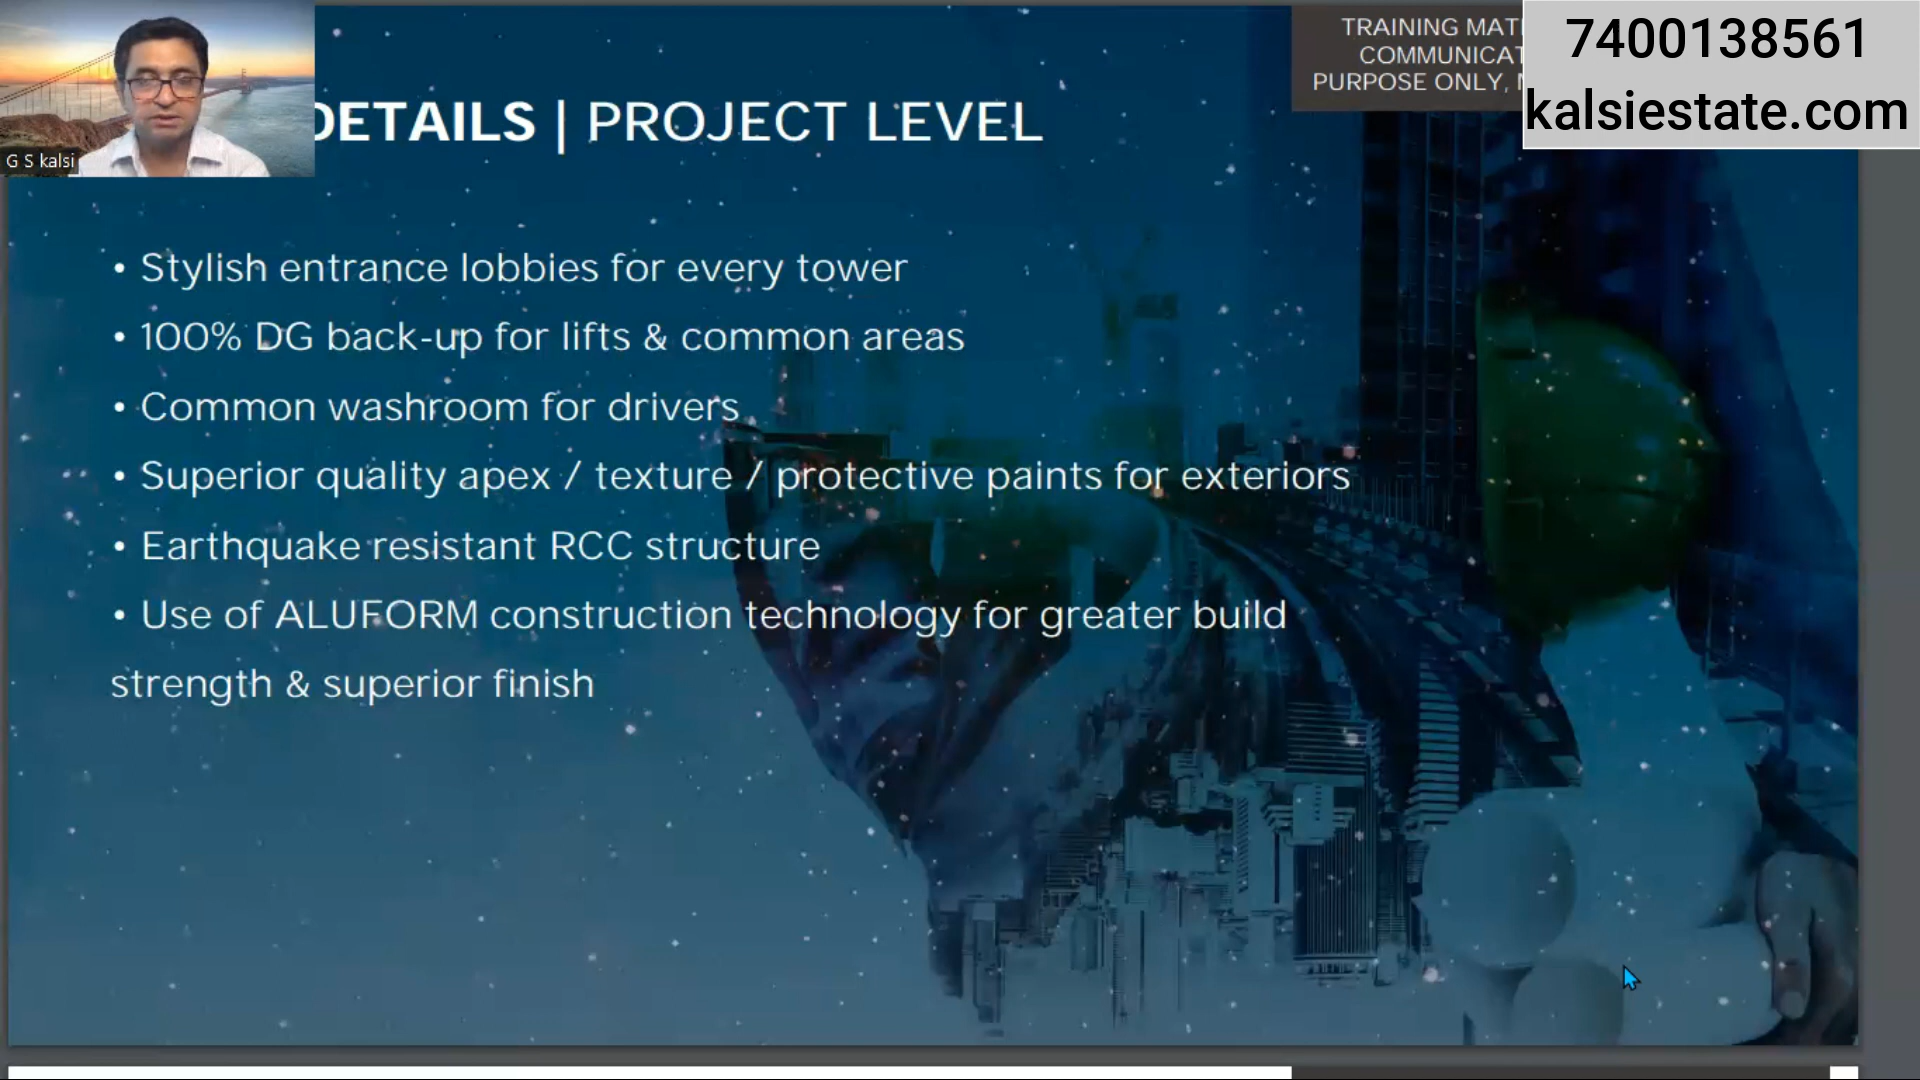 TRAINING
COMMUNICAT
PURPOSE ONLY,
7400138561
kalsiestate.com
DETAILS | PROJECT LEVEL
G S kalsi
• Stylish entrance lobbies for every tower
• 100% DG back-up for lifts & common areas
• Common washroom for drivers
• Superior quality apex / texture / protective paints for exteriors
• Earthquake resistant RCC structure
• Use of ALUFORM construction technology for greater build
strength & superior finish